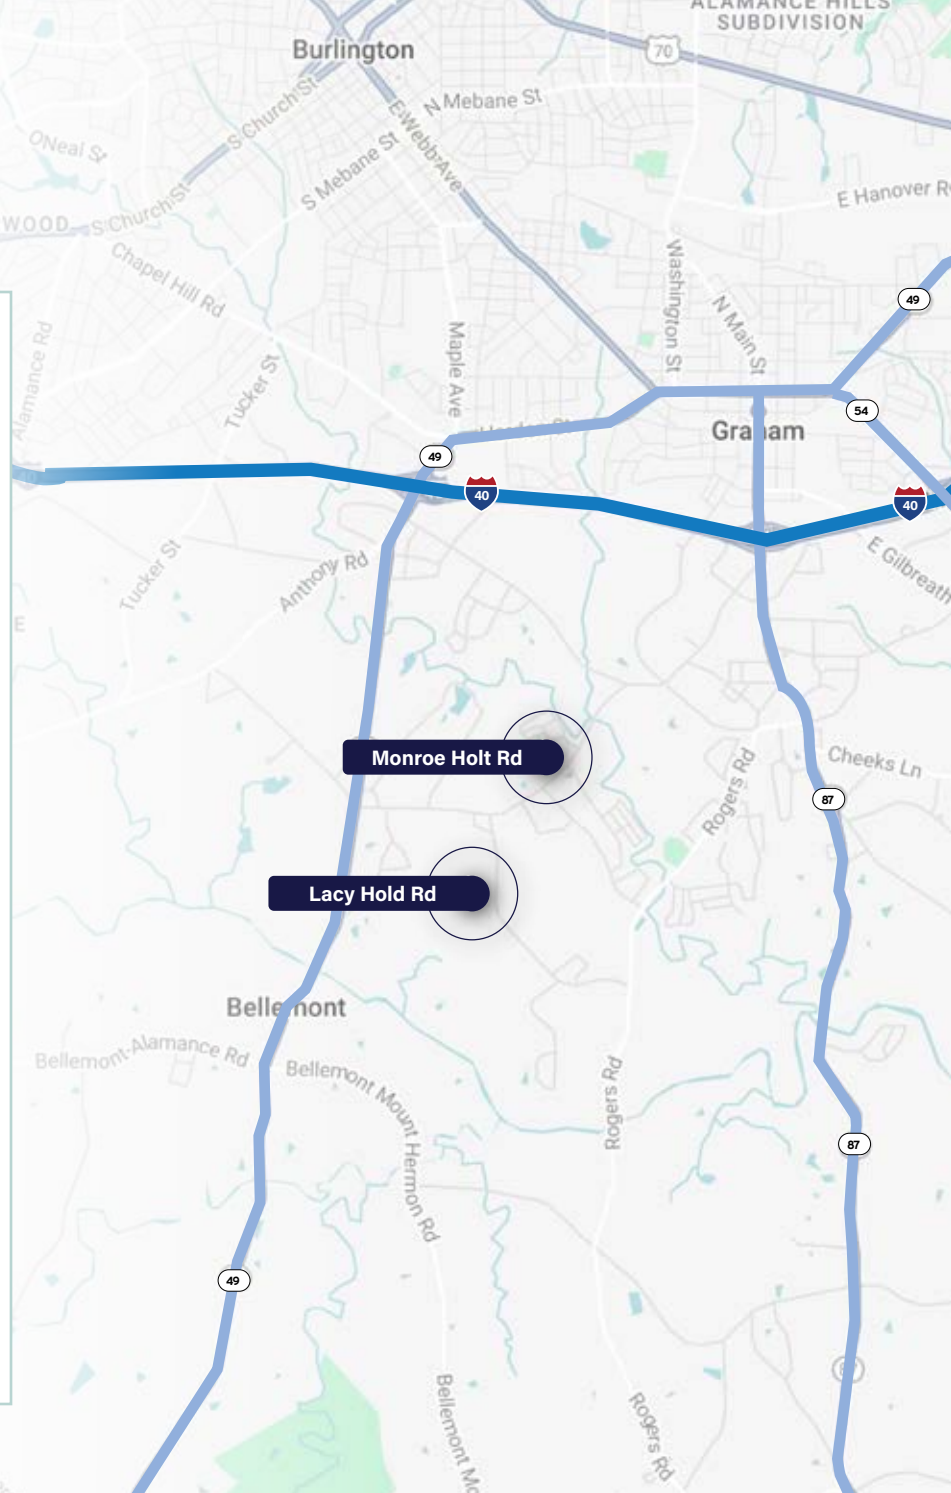 ALAMANCE HILLS
SUBDIVISION
Burlington
70
N Mebane St
S Church St
E Webb Ave
ONeal St
S Mebane St
E Hanover R
WOOD
S Church St
Chapel Hill Rd
Washington St
N Main St
49
Alamance Rd
Tucker St
Maple Ave
54
Graham
49
40
40
Tucker St
Anthony Rd
E Gilbreath
E
Monroe Holt Rd
Rogers Rd
Cheeks Ln
87
Lacy Hold Rd
Bellemont
Bellemont-Alamance Rd
Bellemont Mount Hermon Rd
Rogers Rd
87
49
Bellemont Mo
Rogers Rd